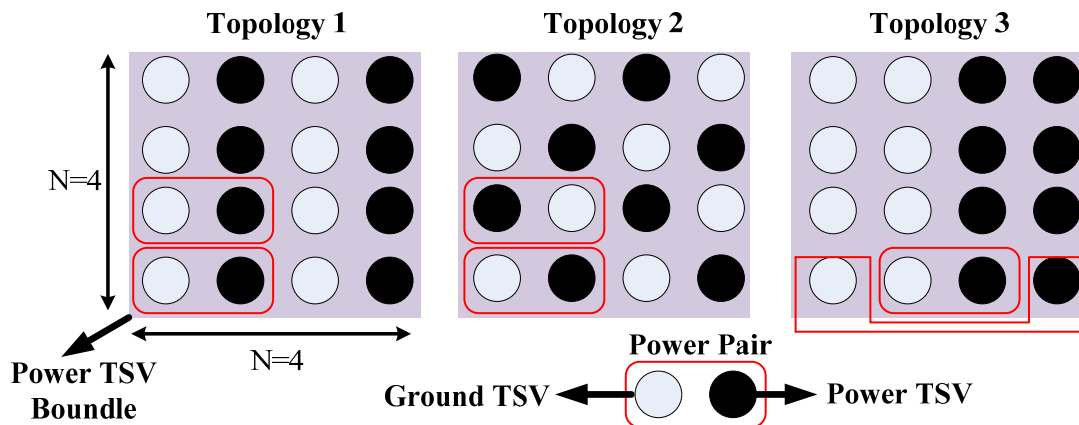 Topology 1
Topology 2
Topology 3
N=4
N=4
Power TSV
Boundle
Power Pair
Ground TSV
Power TSV